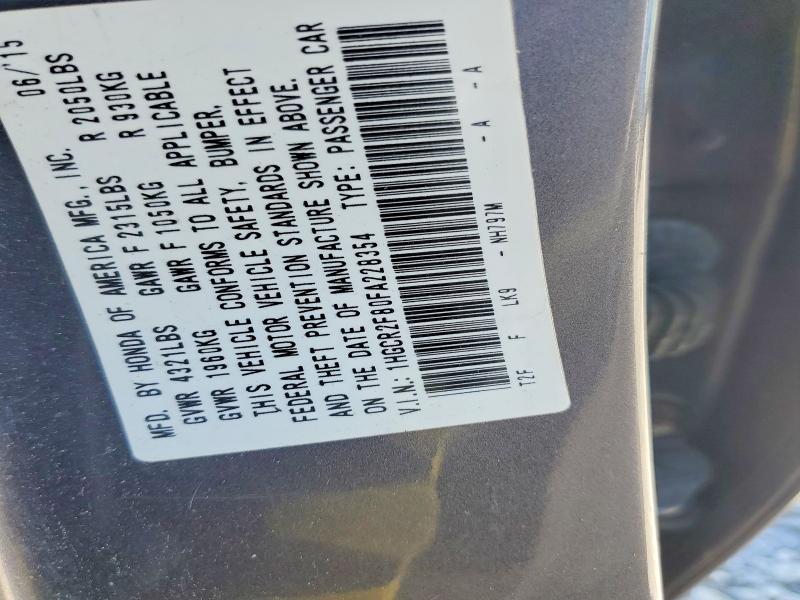 MFD. BY HONDA OF AMERICA MFG., INC. 06/'15
GVWR 4321LBS GAWR F 2315LBS R 2050LBS
GVWR 1960KG GAWR F 1050KG R 930KG
THIS VEHICLE CONFORMS TO ALL APPLICABLE
FEDERAL MOTOR VEHICLE SAFETY, BUMPER,
AND THEFT PREVENTION STANDARDS IN EFFECT
ON THE DATE OF MANUFACTURE SHOWN ABOVE.
V.I.N.: 1HGCR2F80FA228354 TYPE: PASSENGER CAR
T2F F LK9 - NH797M - A - A